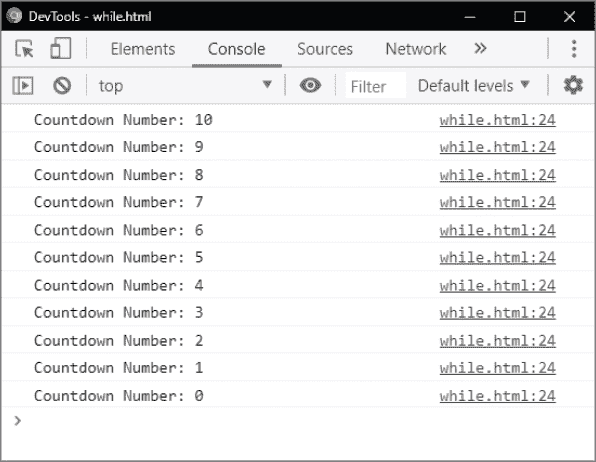 DevTools - while.html
Elements Console Sources Network »
top Filter Default levels
Countdown Number: 10 while.html:24
Countdown Number: 9 while.html:24
Countdown Number: 8 while.html:24
Countdown Number: 7 while.html:24
Countdown Number: 6 while.html:24
Countdown Number: 5 while.html:24
Countdown Number: 4 while.html:24
Countdown Number: 3 while.html:24
Countdown Number: 2 while.html:24
Countdown Number: 1 while.html:24
Countdown Number: 0 while.html:24
>